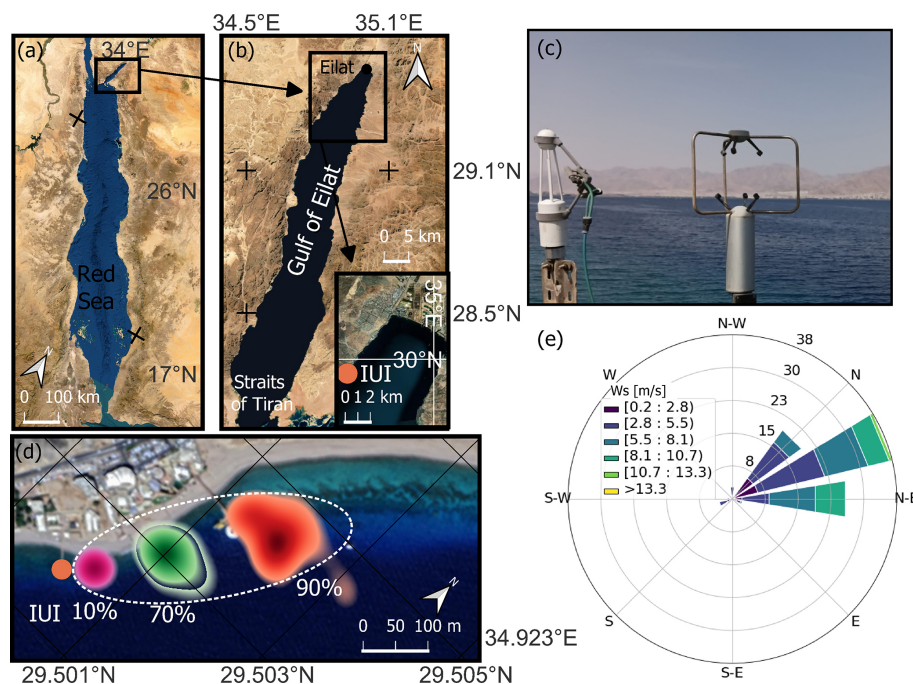 34.5°E
35.1°E
(a)
34°E
N
26°N
Red
Sea
17°N
0 100 km
(b)
Eilat
N
29.1°N
Gulf of Eilat
0 5 km
28.5°N
35°E
30°N
IUI
0 1 2 km
Straits
of Tiran
(c)
(d)
IUI
10%
70%
90%
N
0 50 100 m
34.923°E
29.501°N
29.503°N
29.505°N
(e)
N-W
38
W
30
N
Ws [m/s]
[0.2 : 2.8)
[2.8 : 5.5)
[5.5 : 8.1)
[8.1 : 10.7)
[10.7 : 13.3)
>13.3
23
15
8
S-W
N-E
S
E
S-E